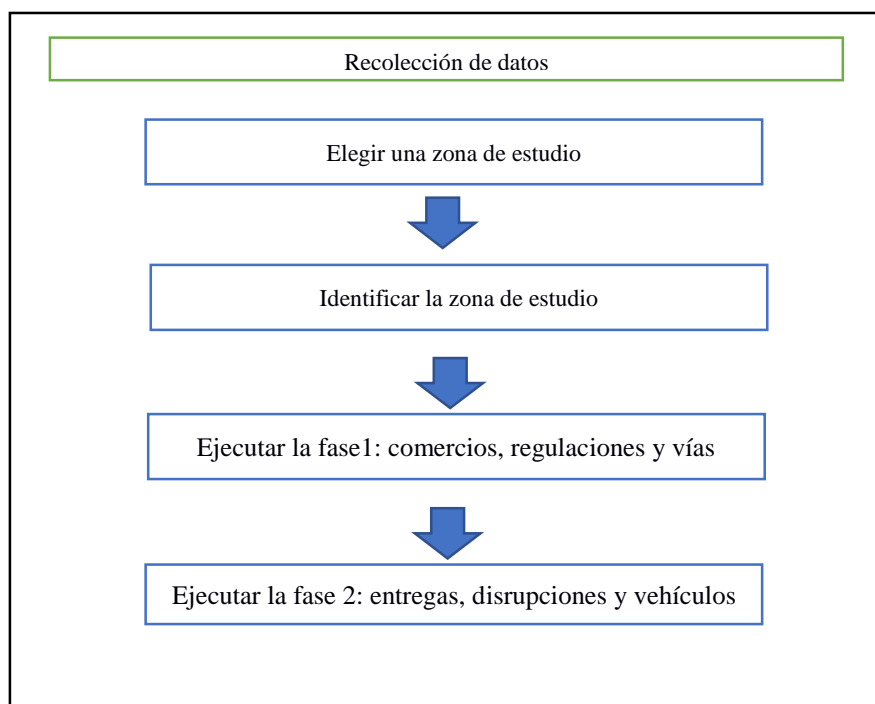 Recolección de datos
Elegir una zona de estudio
Identificar la zona de estudio
Ejecutar la fase1: comercios, regulaciones y vías
Ejecutar la fase 2: entregas, disrupciones y vehículos